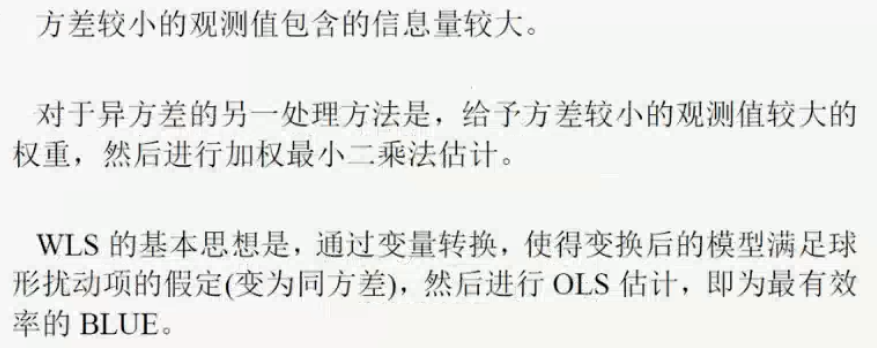 方差较小的观测值包含的信息量较大。
对于异方差的另一处理方法是，给予方差较小的观测值较大的
权重，然后进行加权最小二乘法估计。
WLS 的基本思想是，通过变量转换，使得变换后的模型满足球
形扰动项的假定(变为同方差)，然后进行 OLS 估计，即为最有效
率的 BLUE。